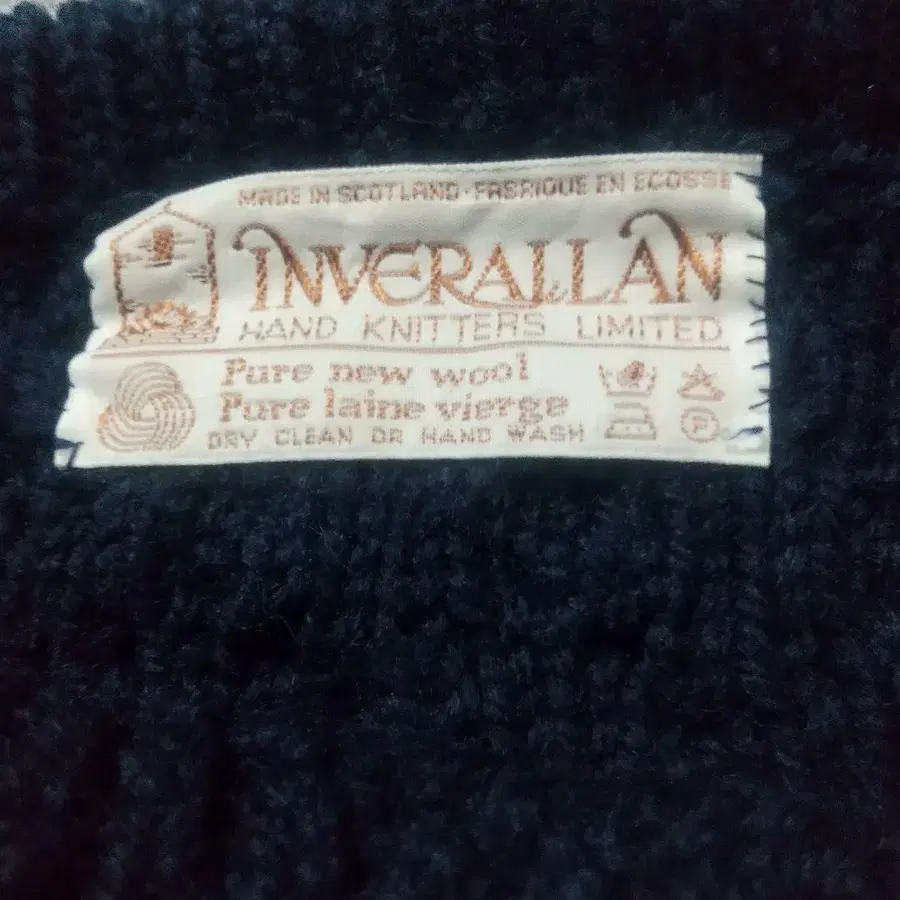 MADE IN SCOTLAND · FABRIQUE EN ECOSSE
INVERALLAN
HAND KNITTERS LIMITED
Pure new wool
Pure laine vierge
DRY CLEAN OR HAND WASH
P